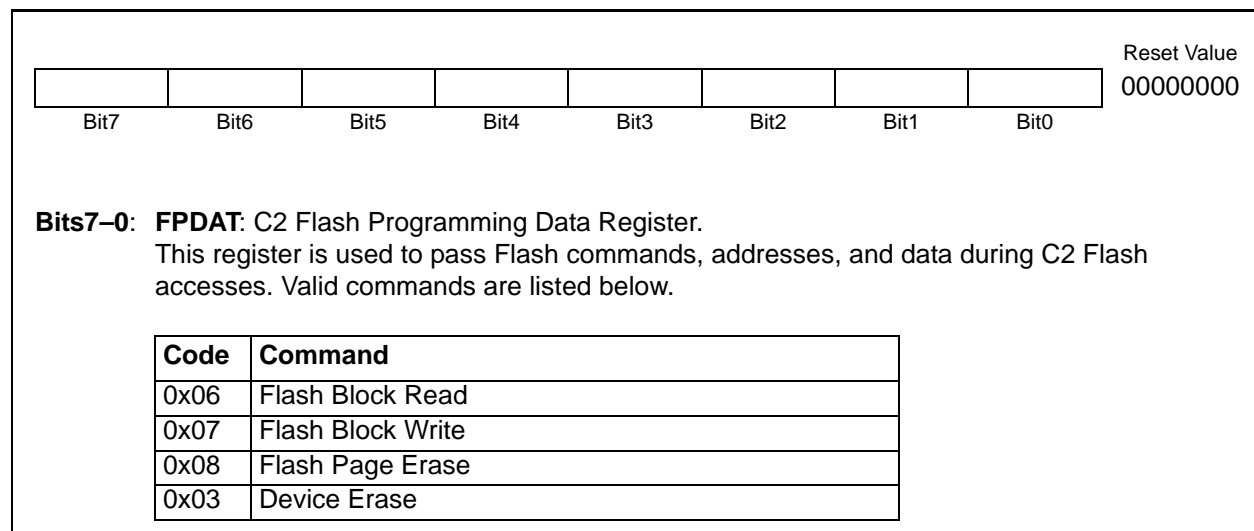 Reset Value
00000000
Bit7 Bit6 Bit5 Bit4 Bit3 Bit2 Bit1 Bit0
Bits7–0: FPDAT: C2 Flash Programming Data Register.
This register is used to pass Flash commands, addresses, and data during C2 Flash
accesses. Valid commands are listed below.
Code Command
0x06 Flash Block Read
0x07 Flash Block Write
0x08 Flash Page Erase
0x03 Device Erase